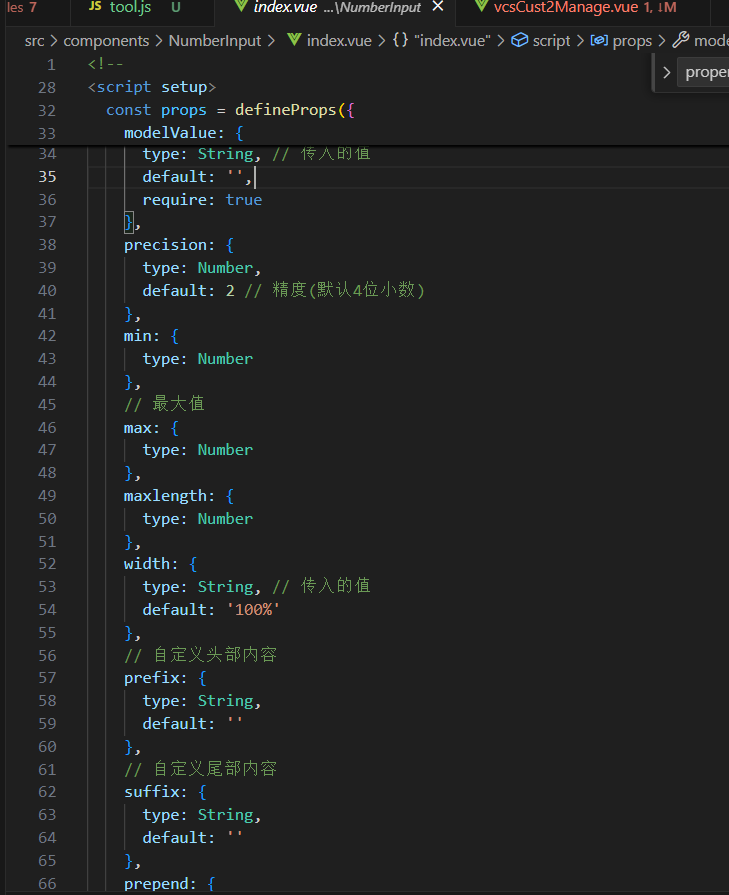 les 7 JS tool.js U index.vue ...\NumberInput × vcsCust2Manage.vue 1, ↓M
src > components > NumberInput > index.vue > {} "index.vue" > script > props > mode
> proper
1 <!--
28 <script setup>
32 const props = defineProps({
33 modelValue: {
34 type: String, // 传入的值
35 default: '',
36 require: true
37 },
38 precision: {
39 type: Number,
40 default: 2 // 精度(默认4位小数)
41 },
42 min: {
43 type: Number
44 },
45 // 最大值
46 max: {
47 type: Number
48 },
49 maxlength: {
50 type: Number
51 },
52 width: {
53 type: String, // 传入的值
54 default: '100%'
55 },
56 // 自定义头部内容
57 prefix: {
58 type: String,
59 default: ''
60 },
61 // 自定义尾部内容
62 suffix: {
63 type: String,
64 default: ''
65 },
66 prepend: {